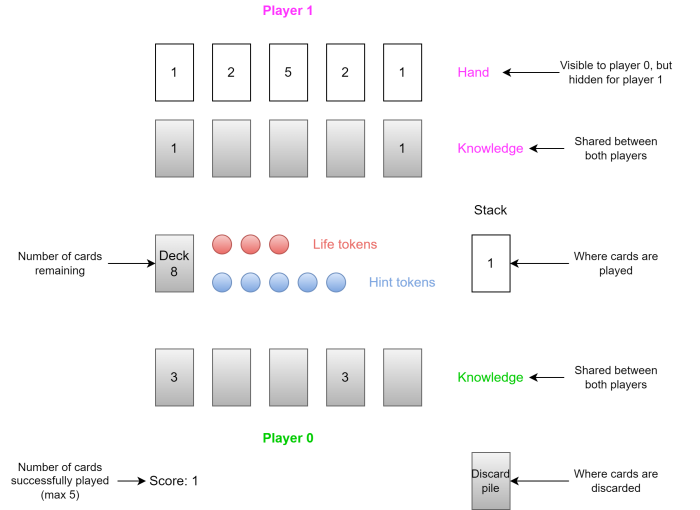 Player 1
1 2 5 2 1
Hand
Visible to player 0, but
hidden for player 1
1 1
Knowledge
Shared between
both players
Stack
Number of cards
remaining
Deck
8
Life tokens
Hint tokens
1
Where cards are
played
3 3
Knowledge
Shared between
both players
Player 0
Number of cards
successfully played
(max 5)
Score: 1
Discard
pile
Where cards are
discarded